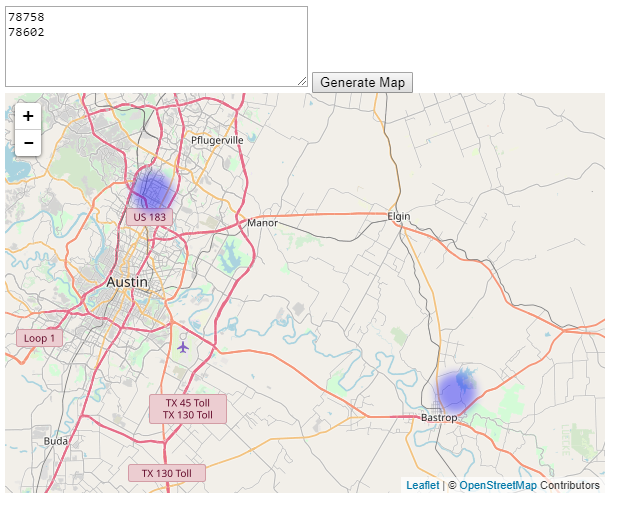 78758
78602
Generate Map
+
−
Pflugerville
US 183
Manor
Elgin
Austin
Loop 1
TX 45 Toll
TX 130 Toll
Bastrop
Buda
TX 130 Toll
Leaflet | © OpenStreetMap Contributors